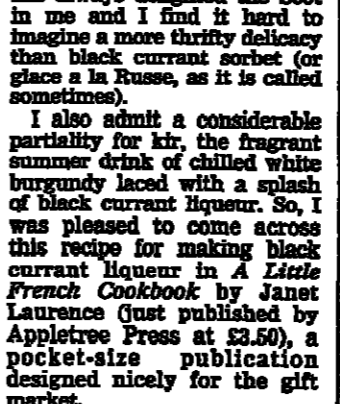 in me and I find it hard to
imagine a more thrifty delicacy
than black currant sorbet (or
glace a la Russe, as it is called
sometimes).
I also admit a considerable
partiality for kir, the fragrant
summer drink of chilled white
burgundy laced with a splash
of black currant liqueur. So, I
was pleased to come across
this recipe for making black
currant liqueur in A Little
French Cookbook by Janet
Laurence (just published by
Appletree Press at £3.50), a
pocket-size publication
designed nicely for the gift
market.